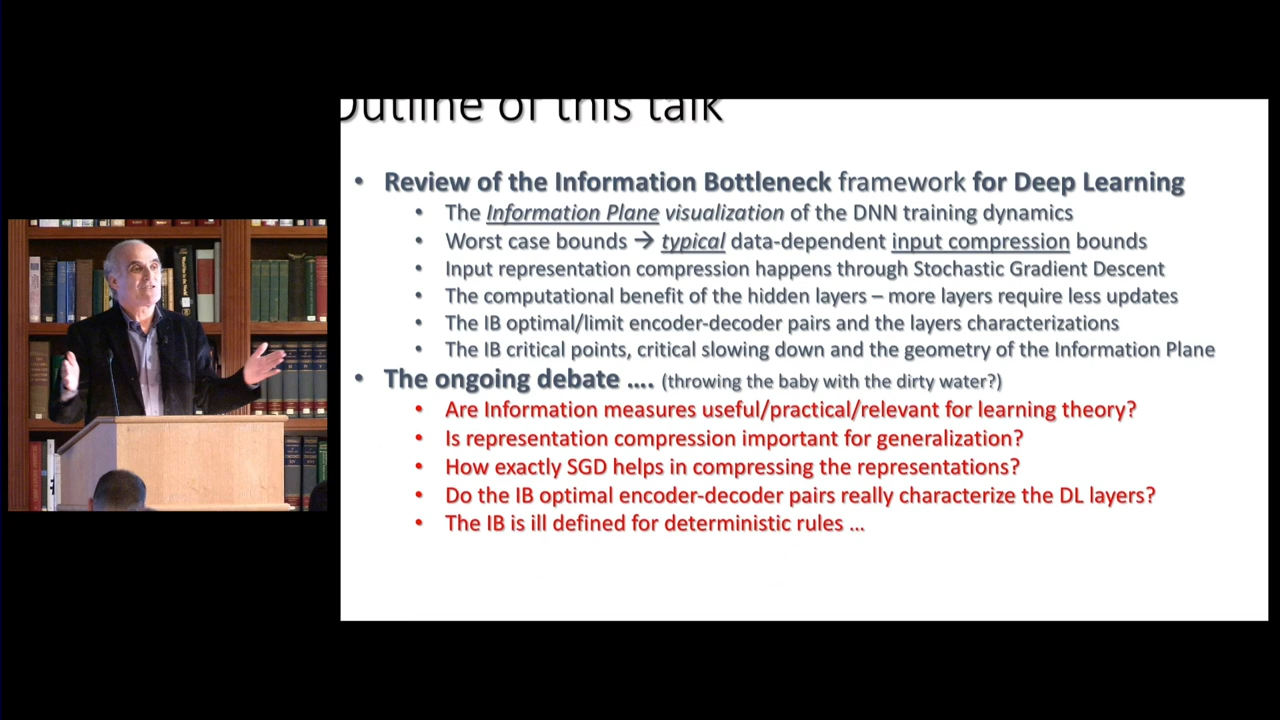 Outline of this talk
• Review of the Information Bottleneck framework for Deep Learning
• The Information Plane visualization of the DNN training dynamics
• Worst case bounds → typical data-dependent input compression bounds
• Input representation compression happens through Stochastic Gradient Descent
• The computational benefit of the hidden layers – more layers require less updates
• The IB optimal/limit encoder-decoder pairs and the layers characterizations
• The IB critical points, critical slowing down and the geometry of the Information Plane
• The ongoing debate .... (throwing the baby with the dirty water?)
• Are Information measures useful/practical/relevant for learning theory?
• Is representation compression important for generalization?
• How exactly SGD helps in compressing the representations?
• Do the IB optimal encoder-decoder pairs really characterize the DL layers?
• The IB is ill defined for deterministic rules ...